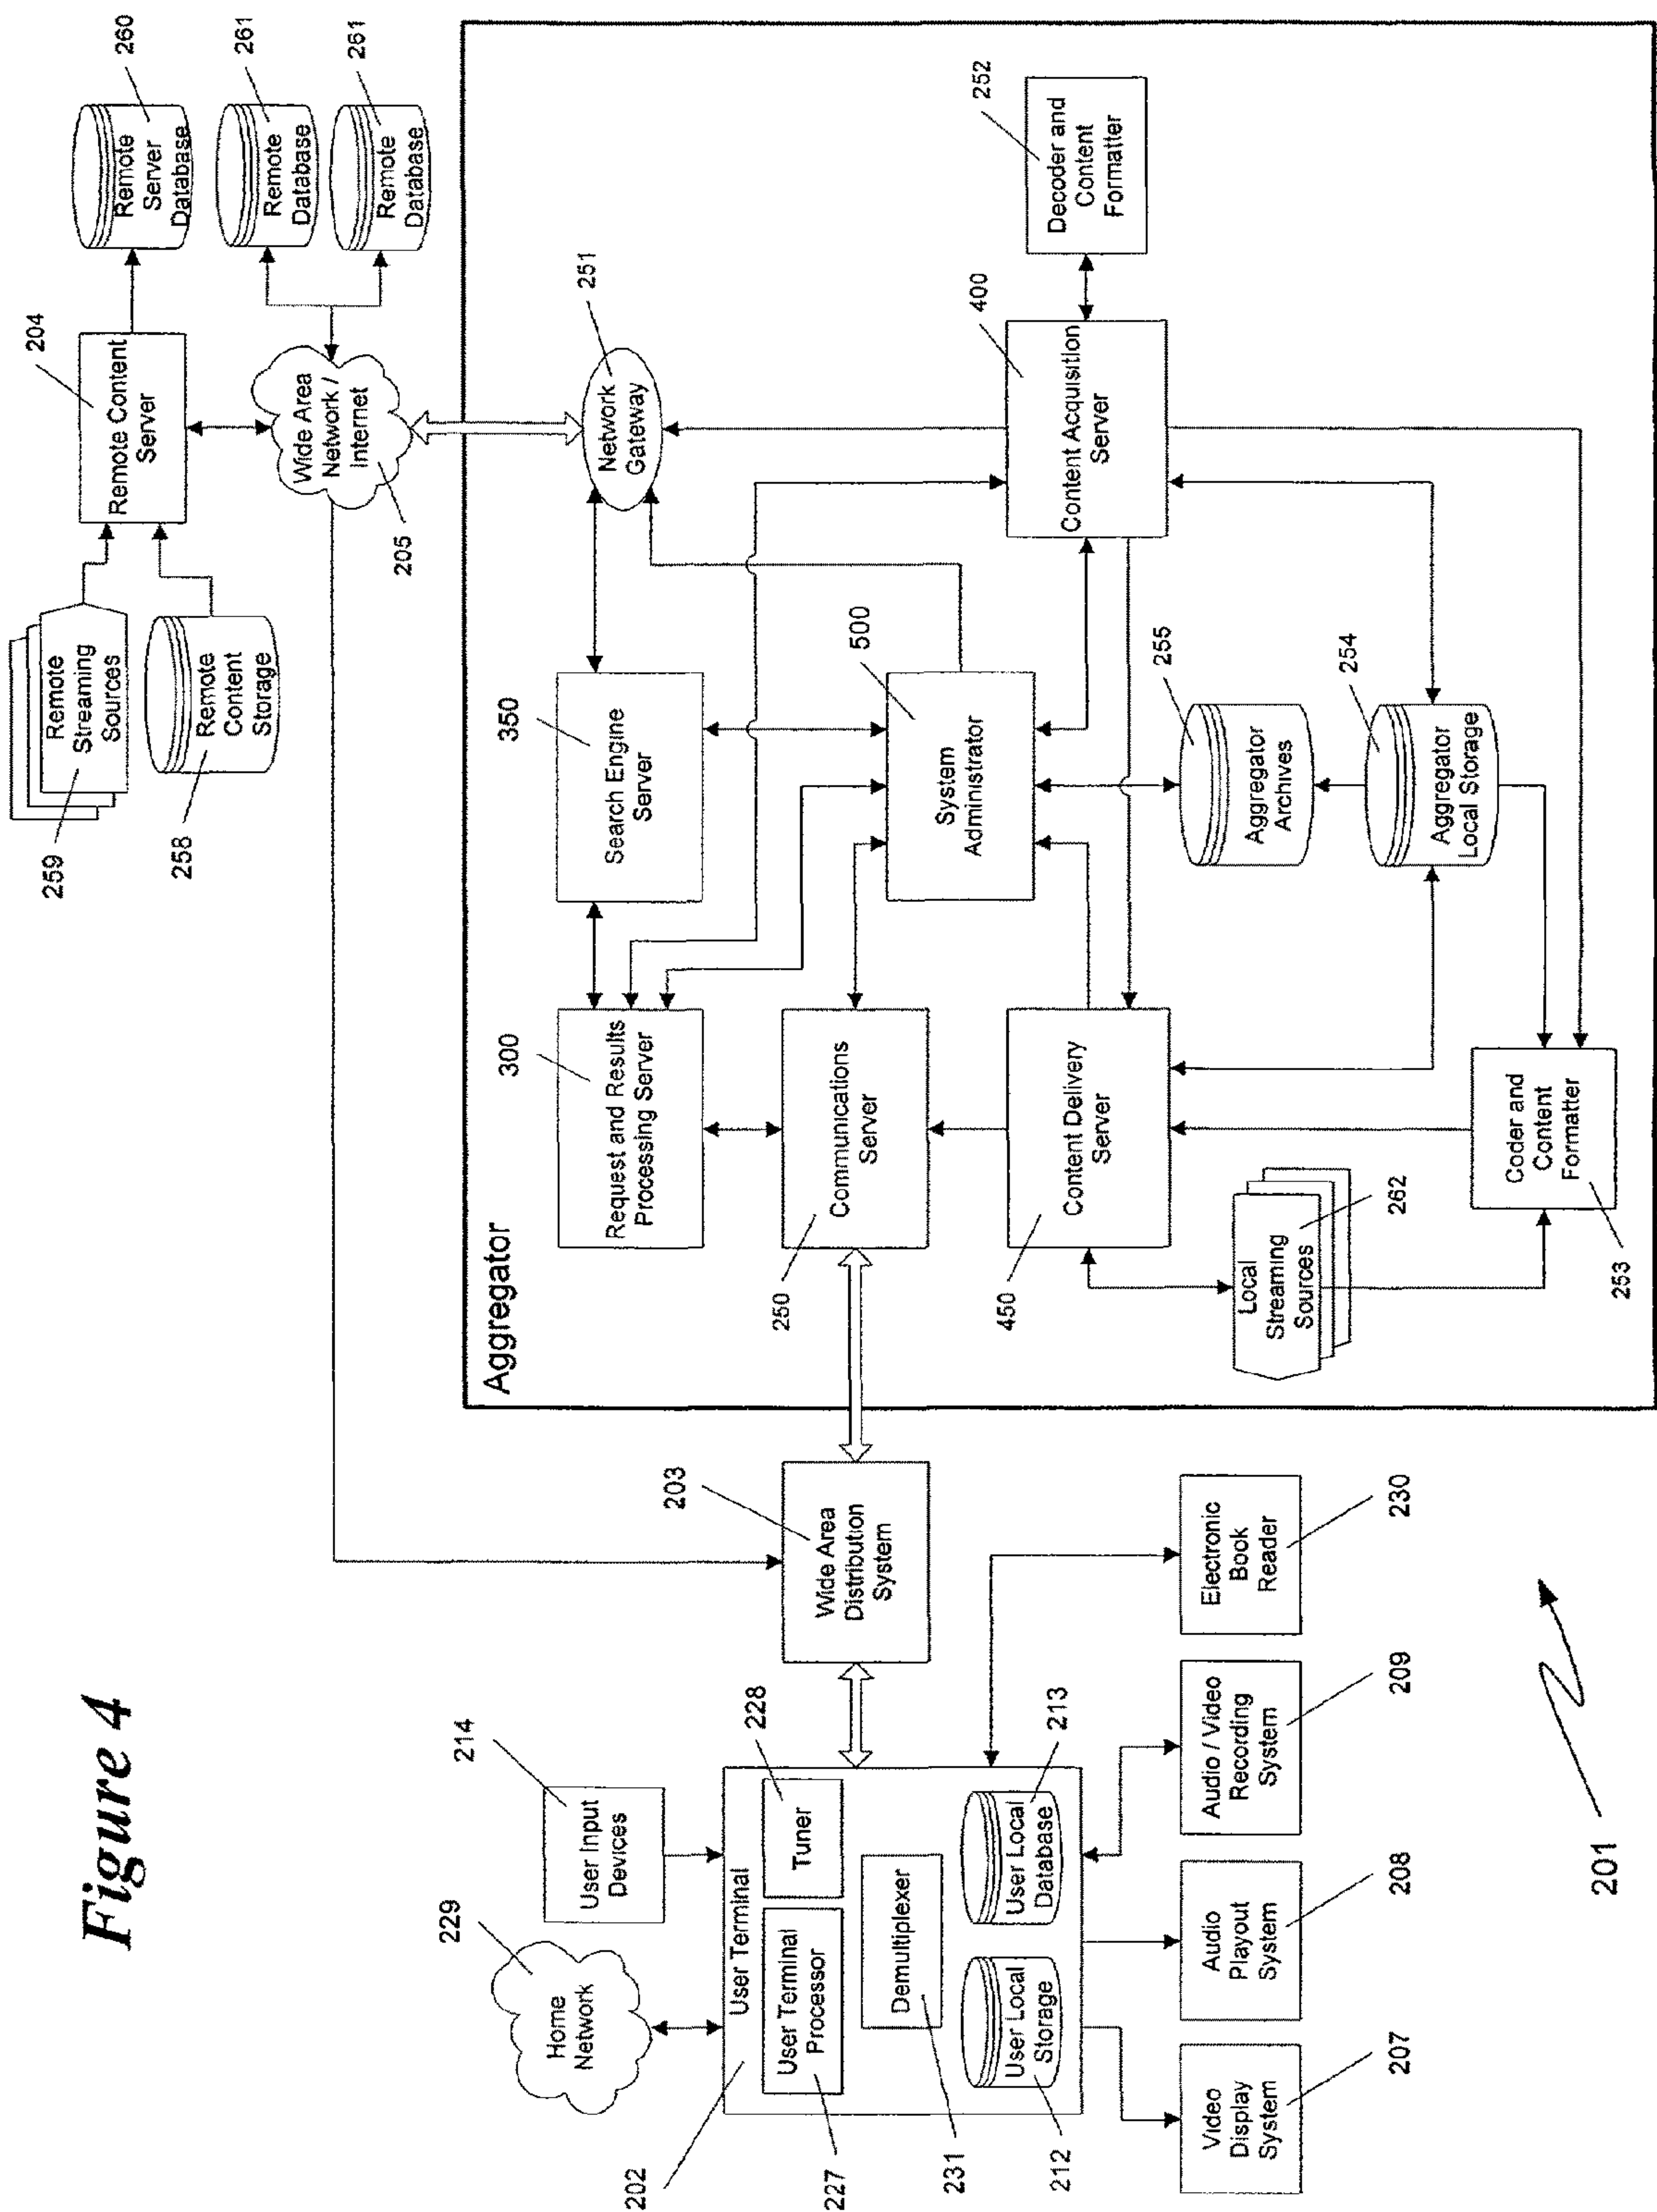 Figure 4
229
Home
Network
214
User Input
Devices
202
User Terminal
User Terminal
Processor
227
Tuner
228
Demultiplexer
231
User Local
Storage
212
User Local
Database
213
Video
Display
System
207
Audio
Playout
System
208
Audio / Video
Recording
System
209
Electronic
Book
Reader
230
201
203
Wide Area
Distribution
System
259
Remote
Streaming
Sources
258
Remote
Content
Storage
204
Remote Content
Server
260
Remote
Server
Database
261
Remote
Database
261
Remote
Database
Wide Area
Network /
Internet
205
Aggregator
300
Request and Results
Processing Server
350
Search Engine
Server
251
Network
Gateway
250
Communications
Server
500
System
Administrator
450
Content Delivery
Server
400
Content Acquisition
Server
252
Decoder and
Content
Formatter
255
Aggregator
Archives
254
Aggregator
Local Storage
Local
Streaming
Sources
262
Coder and
Content
Formatter
253